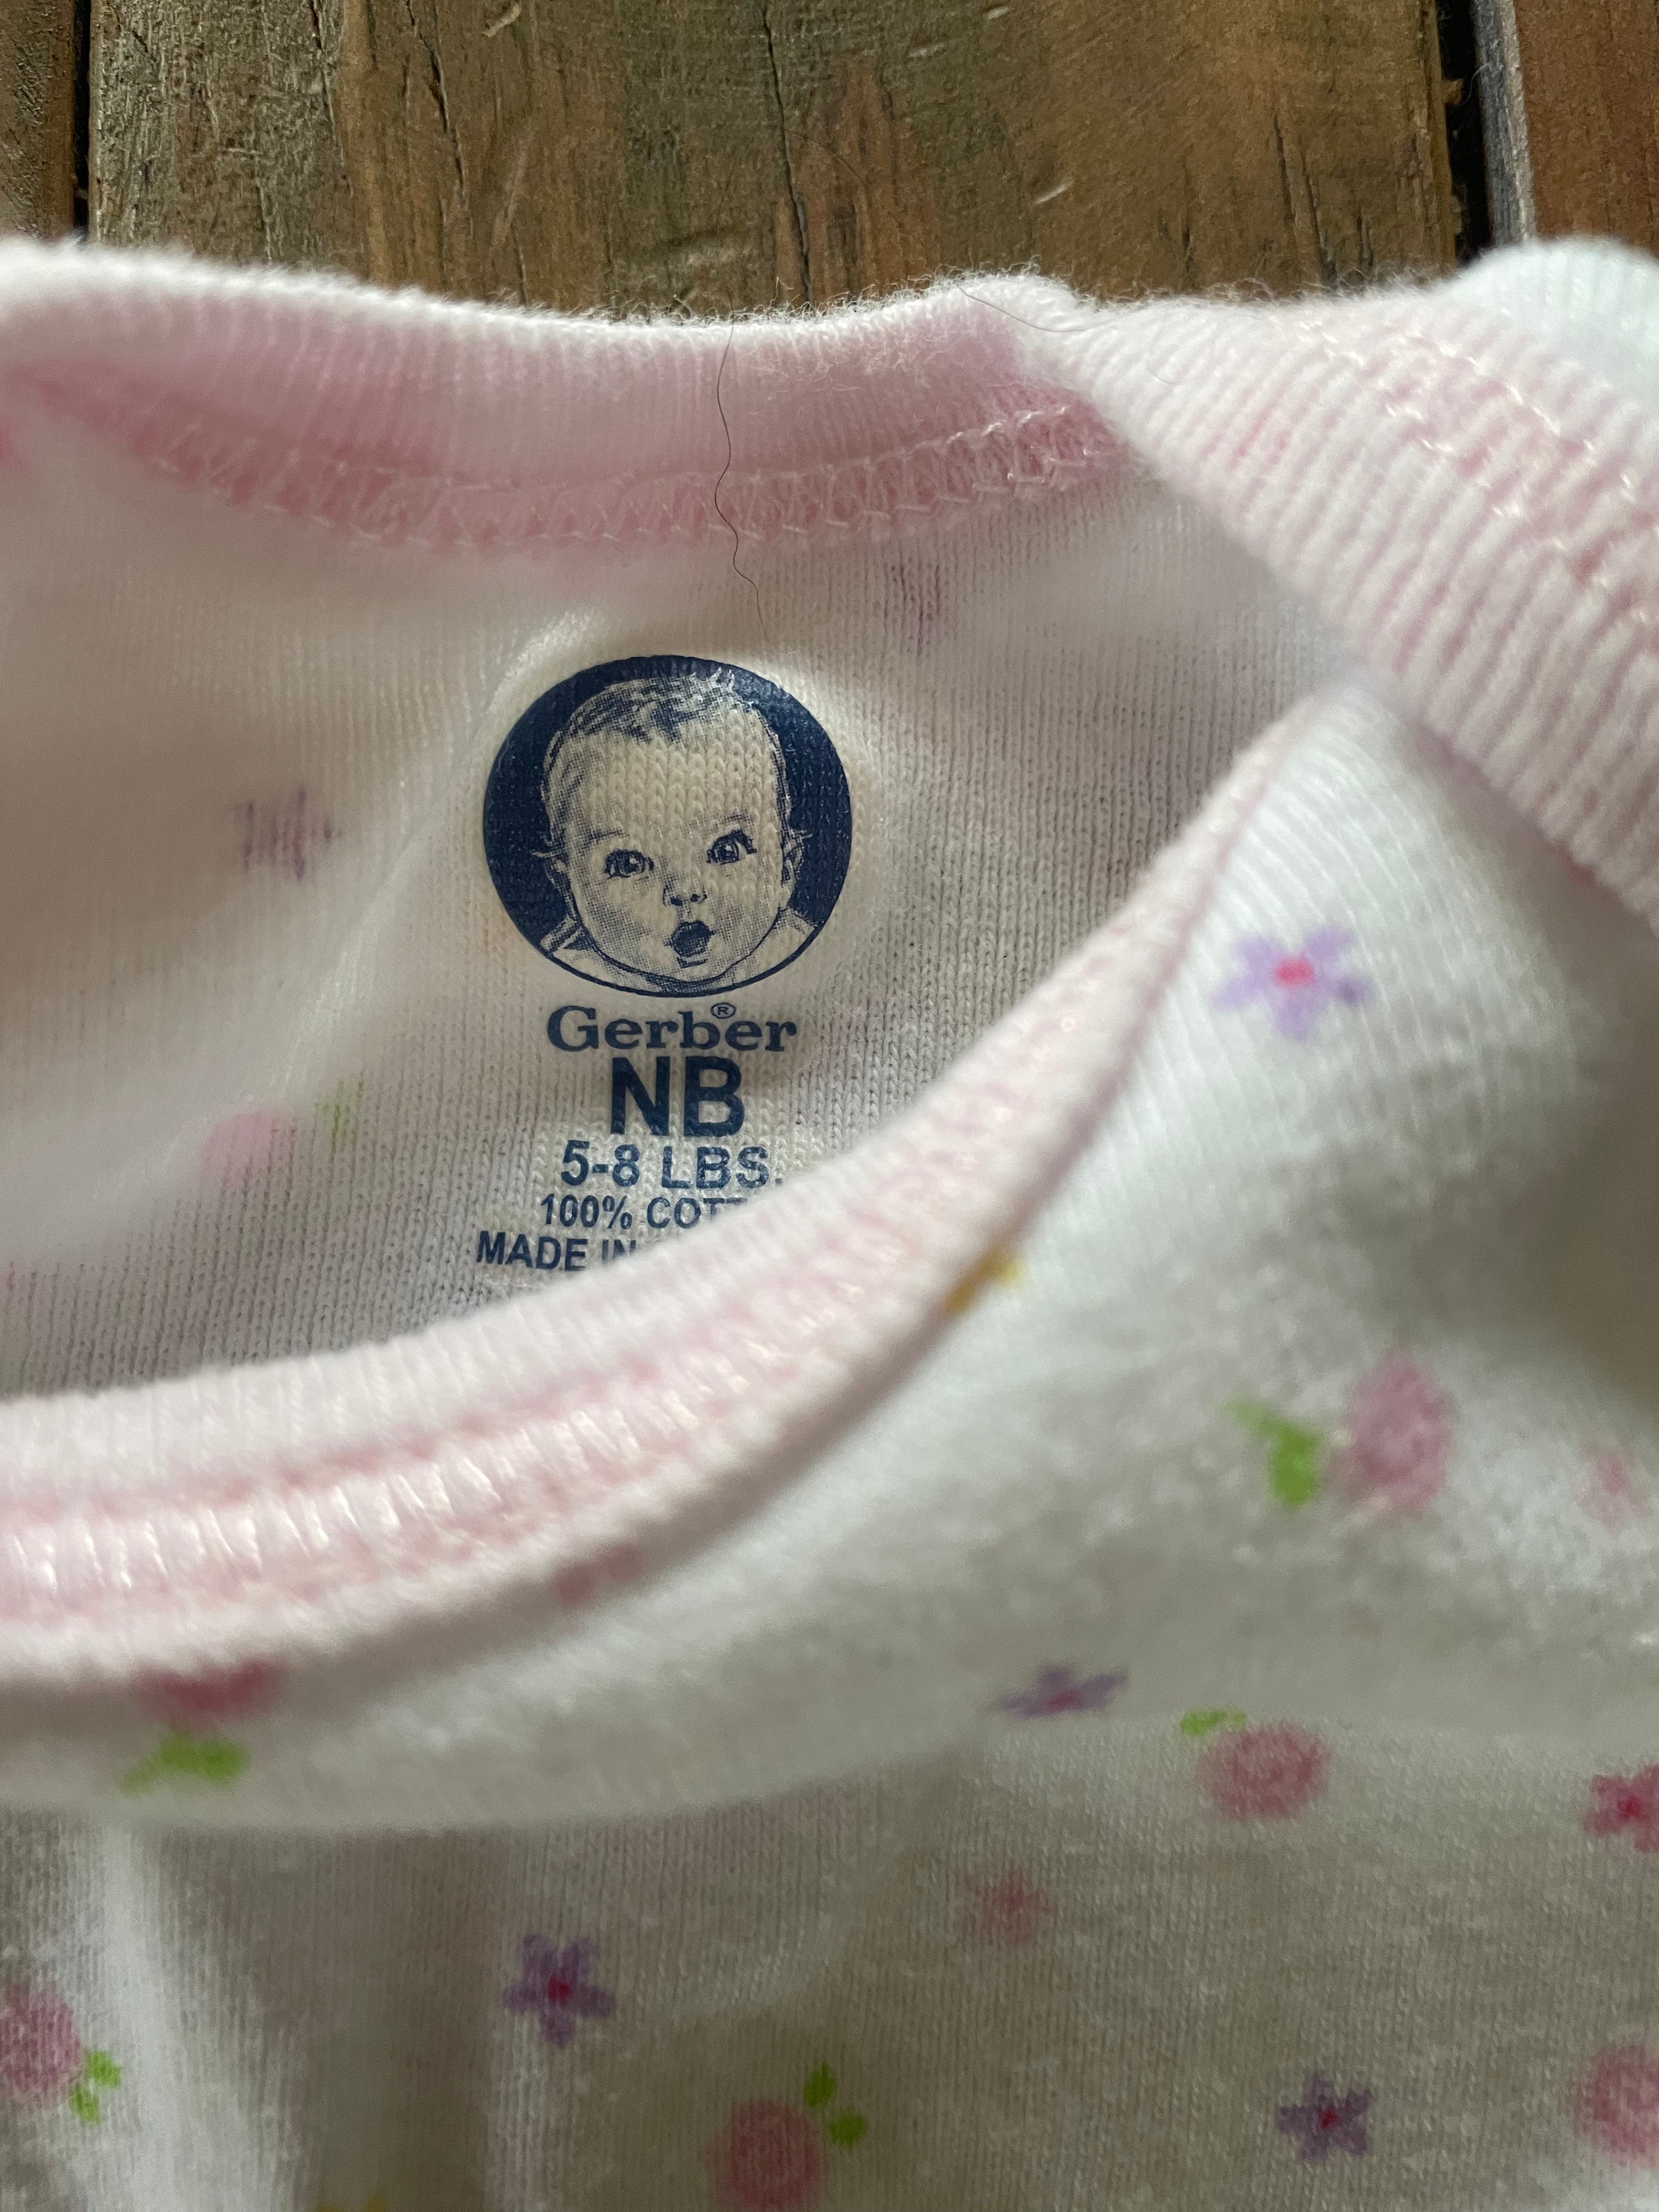 Gerber®
NB
5-8 LBS.
100%
MADE IN